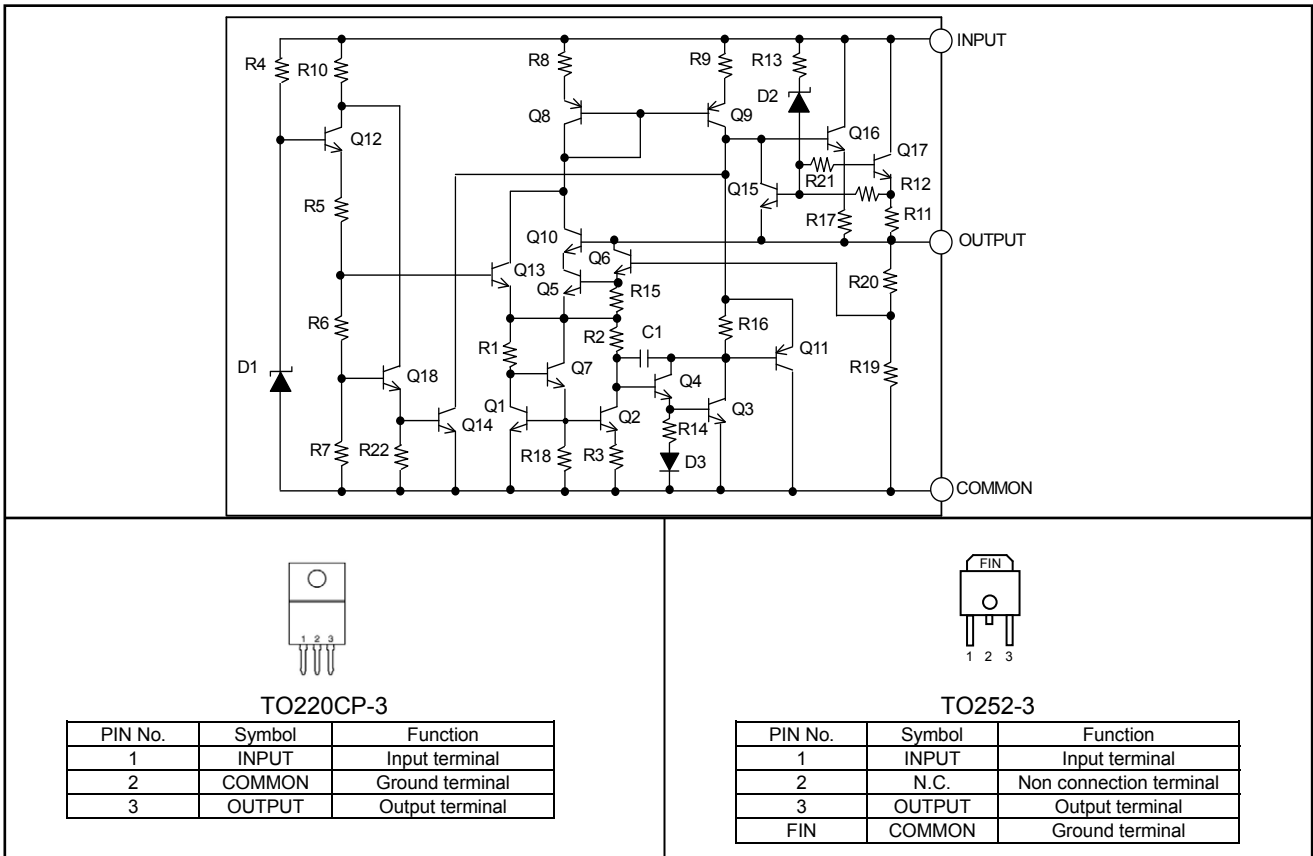 INPUT
R4
R10
R8
R9
R13
D2
Q8
Q9
Q12
Q16
Q17
R21
Q15
R12
R5
R17
R11
Q10
OUTPUT
Q6
Q13
Q5
R20
R15
R6
R2
C1
R16
R1
Q11
D1
Q7
R19
Q18
Q4
Q1
Q2
Q3
Q14
R14
R7
R22
R18
R3
D3
COMMON
1 2 3
TO220CP-3
PIN No. Symbol Function
1 INPUT Input terminal
2 COMMON Ground terminal
3 OUTPUT Output terminal
FIN
1 2 3
TO252-3
PIN No. Symbol Function
1 INPUT Input terminal
2 N.C. Non connection terminal
3 OUTPUT Output terminal
FIN COMMON Ground terminal